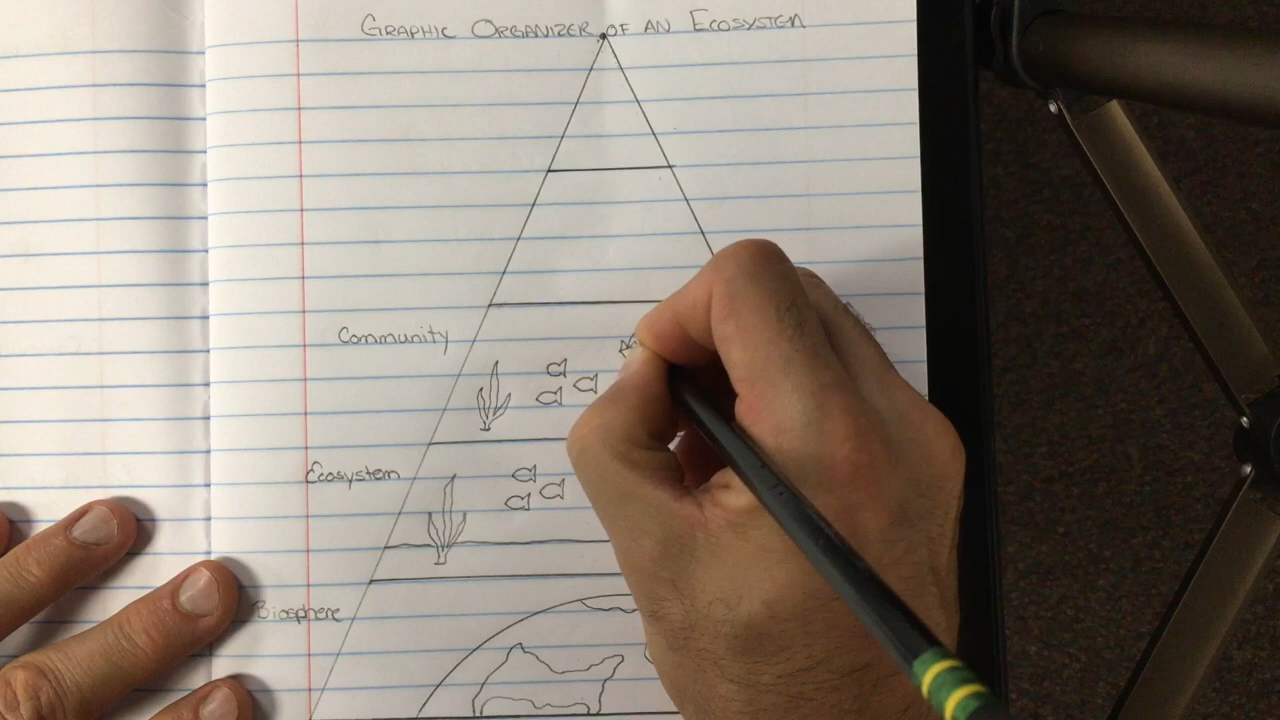 GRAPHIC ORGANIZER OF AN ECOSYSTEM
Community
Ecosystem
Biosphere